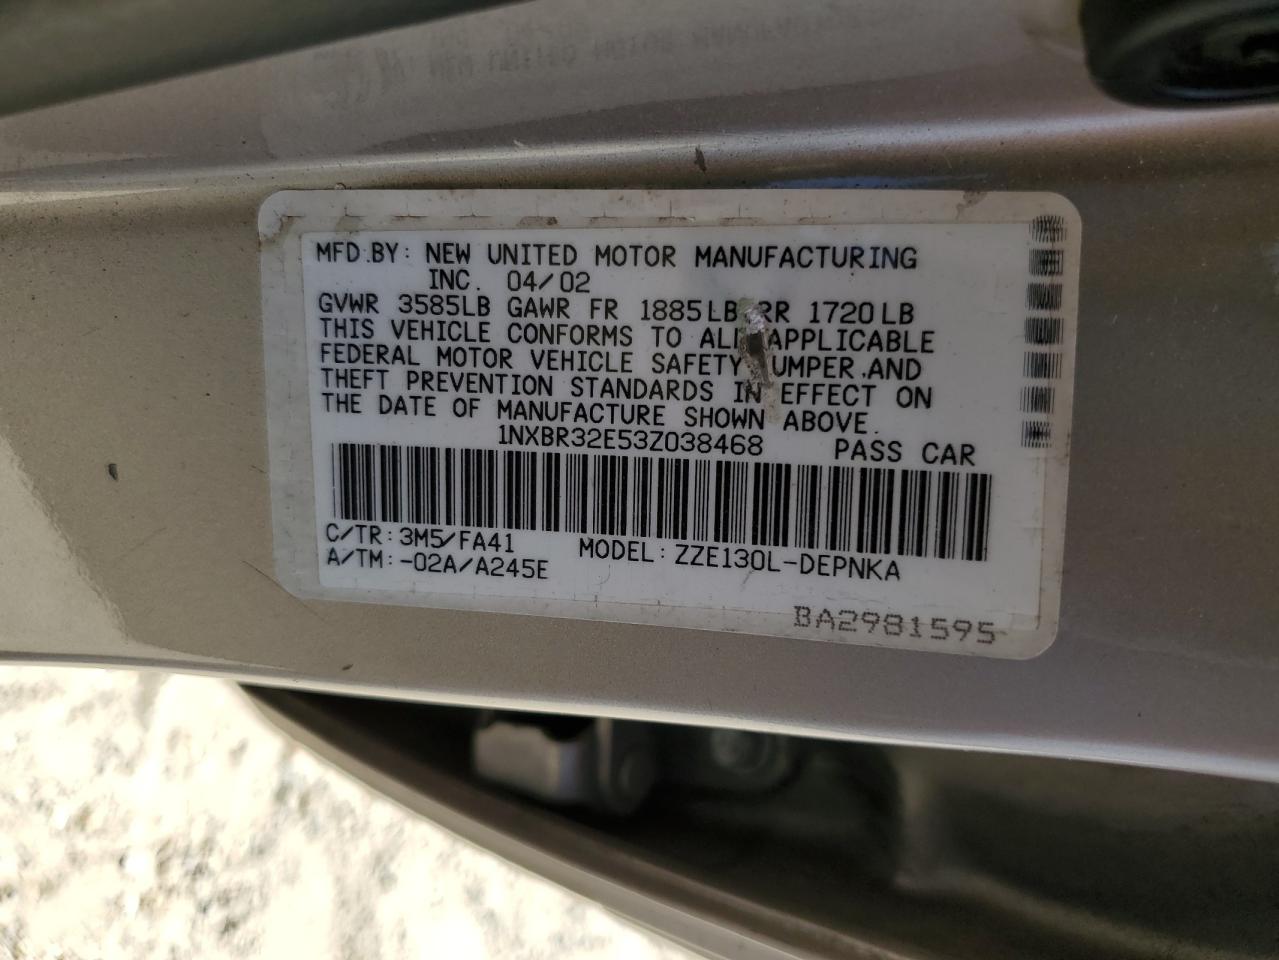 MFD.BY: NEW UNITED MOTOR MANUFACTURING
INC. 04/02
GVWR 3585LB GAWR FR 1885LB RR 1720LB
THIS VEHICLE CONFORMS TO ALL APPLICABLE
FEDERAL MOTOR VEHICLE SAFETY UMPER AND
THEFT PREVENTION STANDARDS IN EFFECT ON
THE DATE OF MANUFACTURE SHOWN ABOVE.
1NXBR32E53Z038468 PASS CAR
C/TR: 3M5/FA41 MODEL: ZZE130L-DEPNKA
A/TM: -02A/A245E
BA2981595